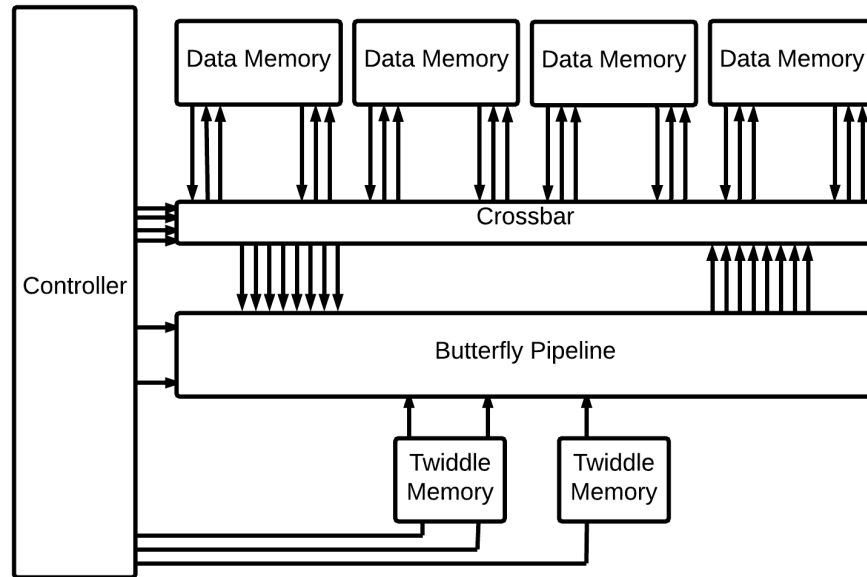 Data Memory
Data Memory
Data Memory
Data Memory
Crossbar
Controller
Butterfly Pipeline
Twiddle
Memory
Twiddle
Memory